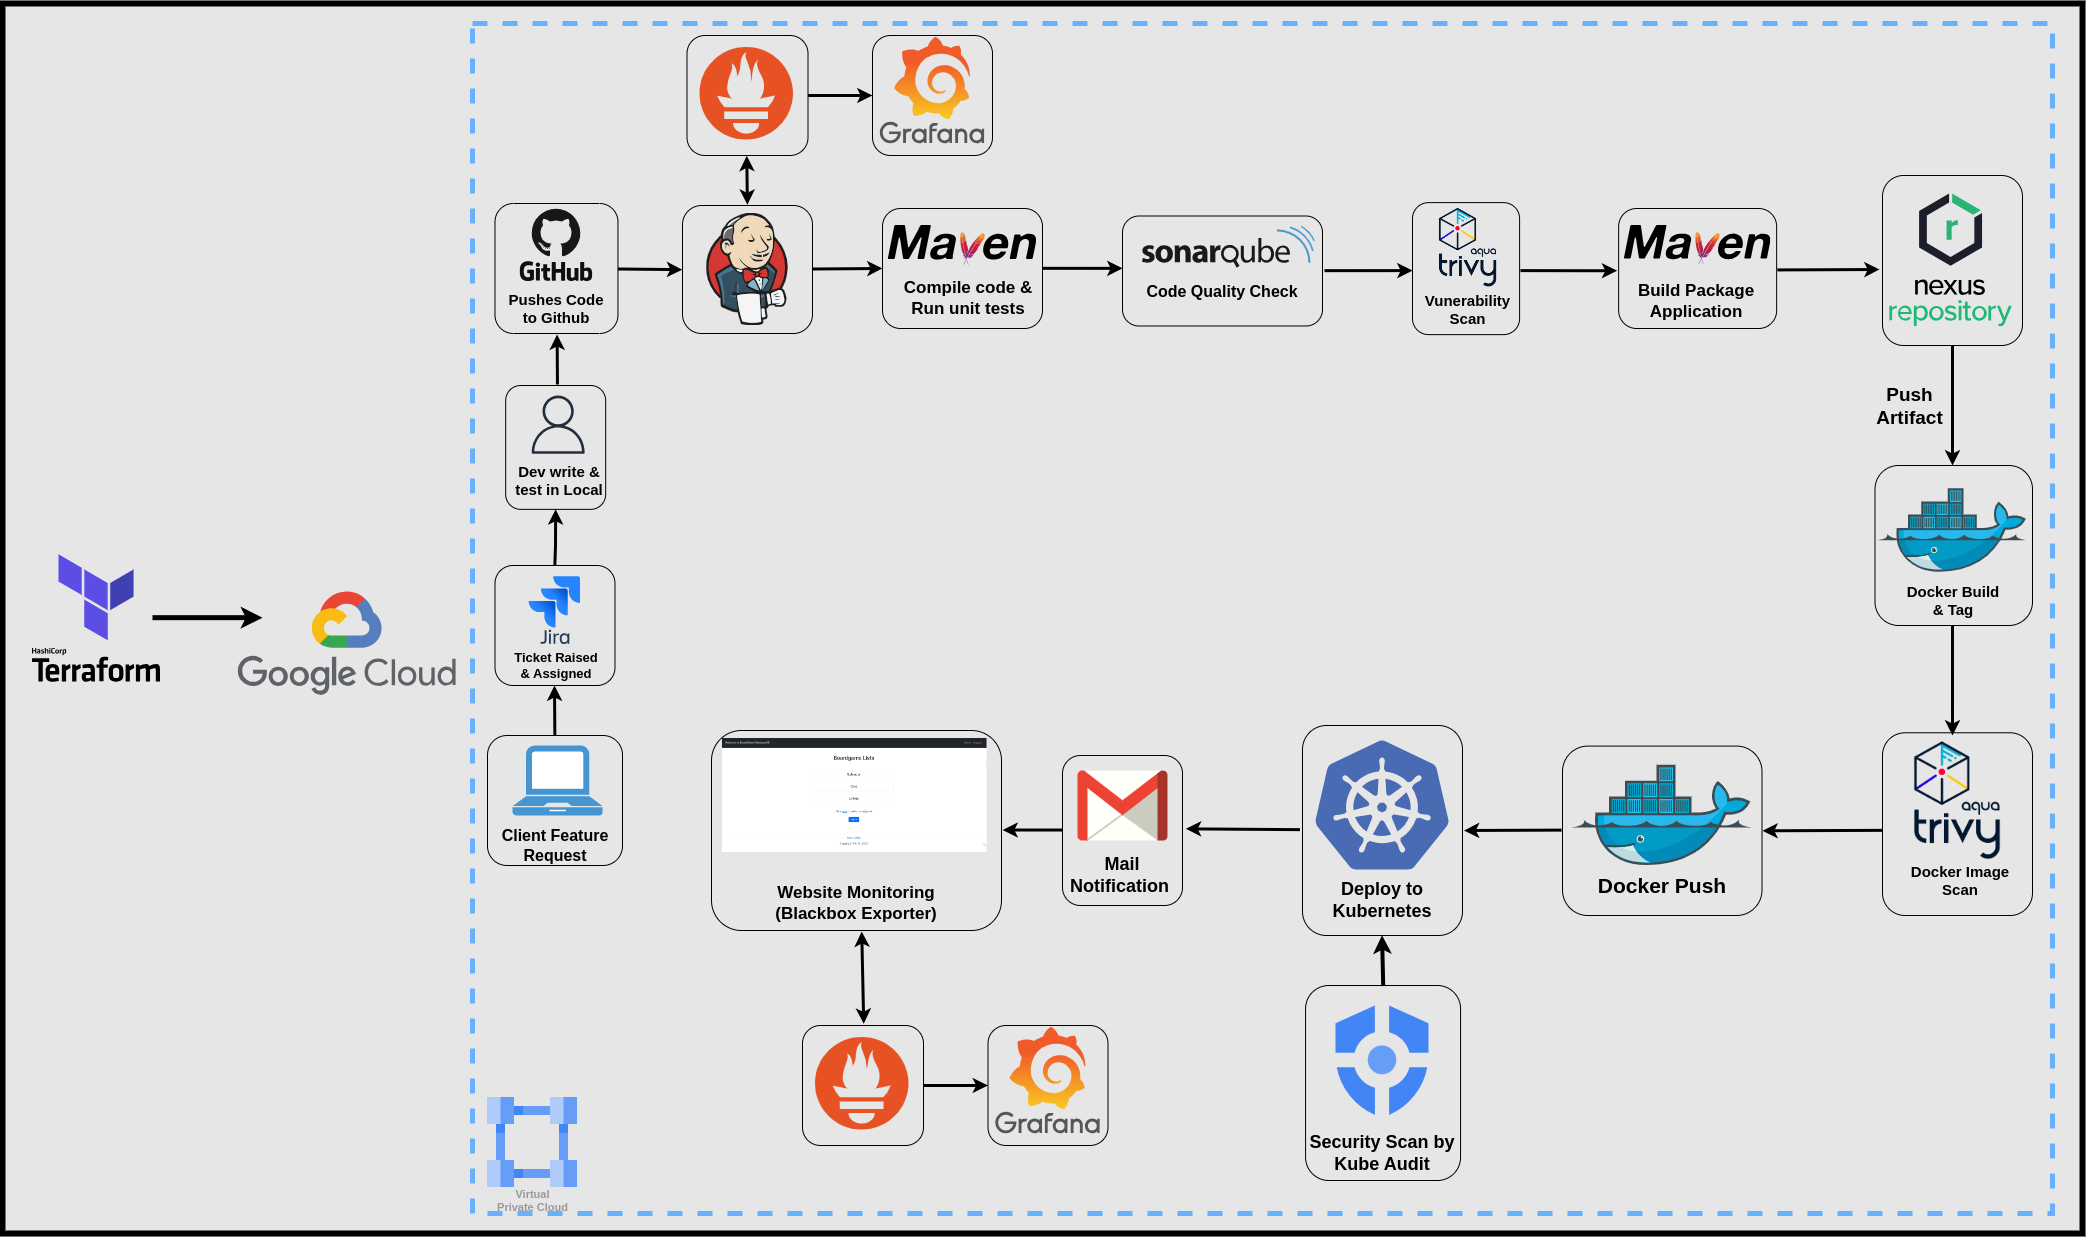 Grafana
GitHub
Pushes Code
to Github
Maven
Compile code &
Run unit tests
sonarqube
Code Quality Check
aqua
trivy
Vunerability
Scan
Maven
Build Package
Application
nexus
repository
Push
Artifact
Dev write &
test in Local
Docker Build
& Tag
HashiCorp
Terraform
Google Cloud
Jira
Ticket Raised
& Assigned
Client Feature
Request
Boardgame Lists
Website Monitoring
(Blackbox Exporter)
Mail
Notification
Deploy to
Kubernetes
Docker Push
aqua
trivy
Docker Image
Scan
Grafana
Security Scan by
Kube Audit
Virtual
Private Cloud